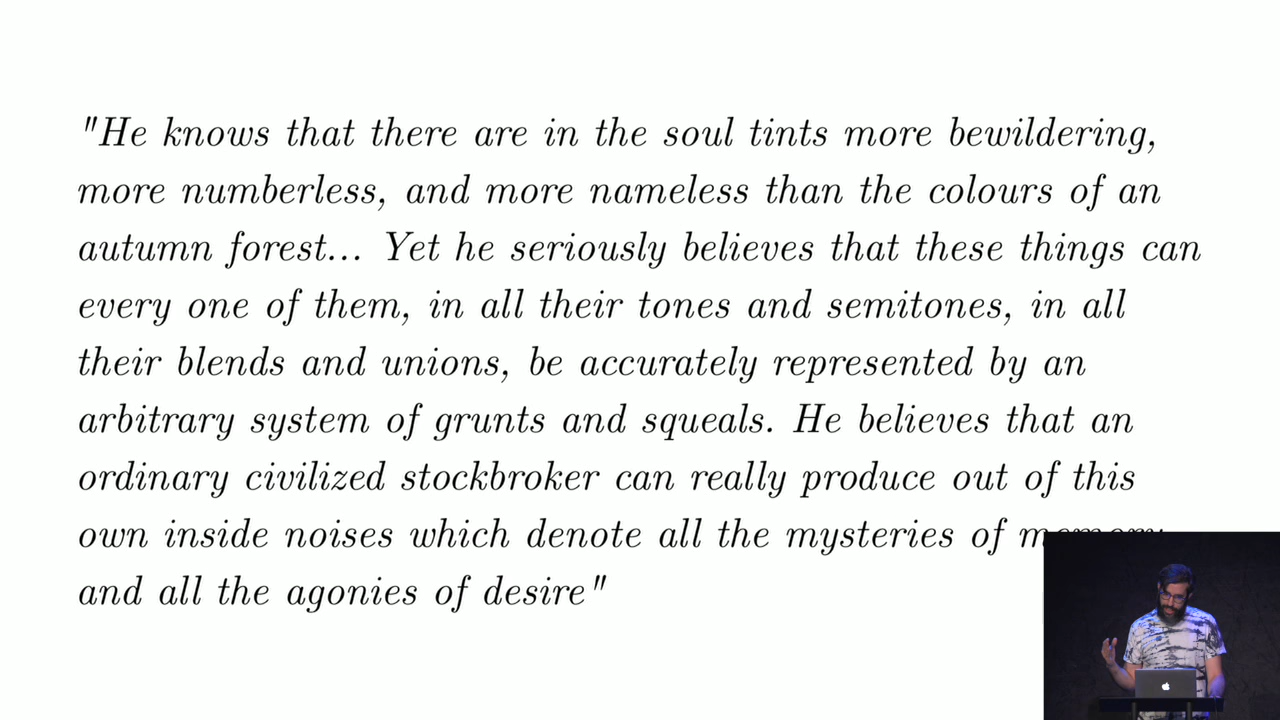 "He knows that there are in the soul tints more bewildering,
more numberless, and more nameless than the colours of an
autumn forest... Yet he seriously believes that these things can
every one of them, in all their tones and semitones, in all
their blends and unions, be accurately represented by an
arbitrary system of grunts and squeals. He believes that an
ordinary civilized stockbroker can really produce out of this
own inside noises which denote all the mysteries of memory
and all the agonies of desire"